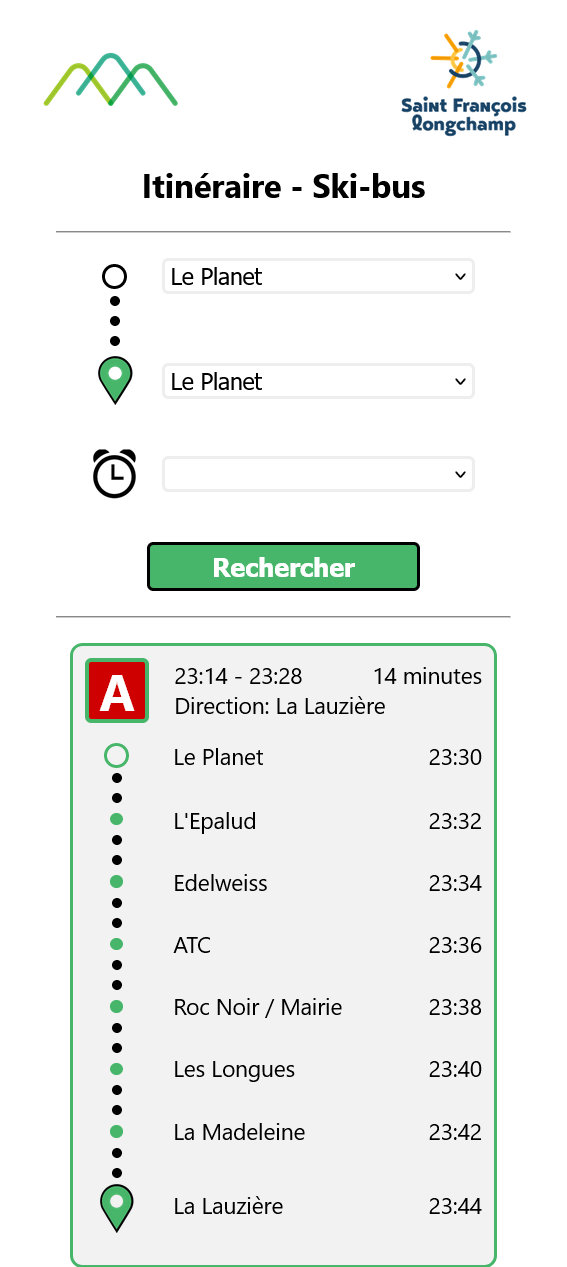 Saint François
longchamp
Itinéraire - Ski-bus
Le Planet
Le Planet
Rechercher
A
23:14 - 23:28 14 minutes
Direction: La Lauzière
Le Planet 23:30
L'Epalud 23:32
Edelweiss 23:34
ATC 23:36
Roc Noir / Mairie 23:38
Les Longues 23:40
La Madeleine 23:42
La Lauzière 23:44